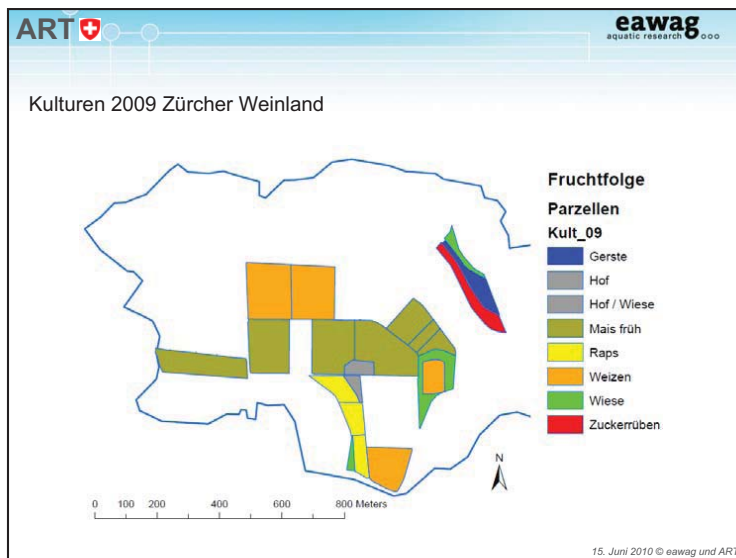 ART
eawag
aquatic research
Kulturen 2009 Zürcher Weinland
Fruchtfolge
Parzellen
Kult_09
Gerste
Hof
Hof / Wiese
Mais früh
Raps
Weizen
Wiese
Zuckerrüben
N
0 100 200 400 600 800 Meters
15. Juni 2010 © eawag und ART